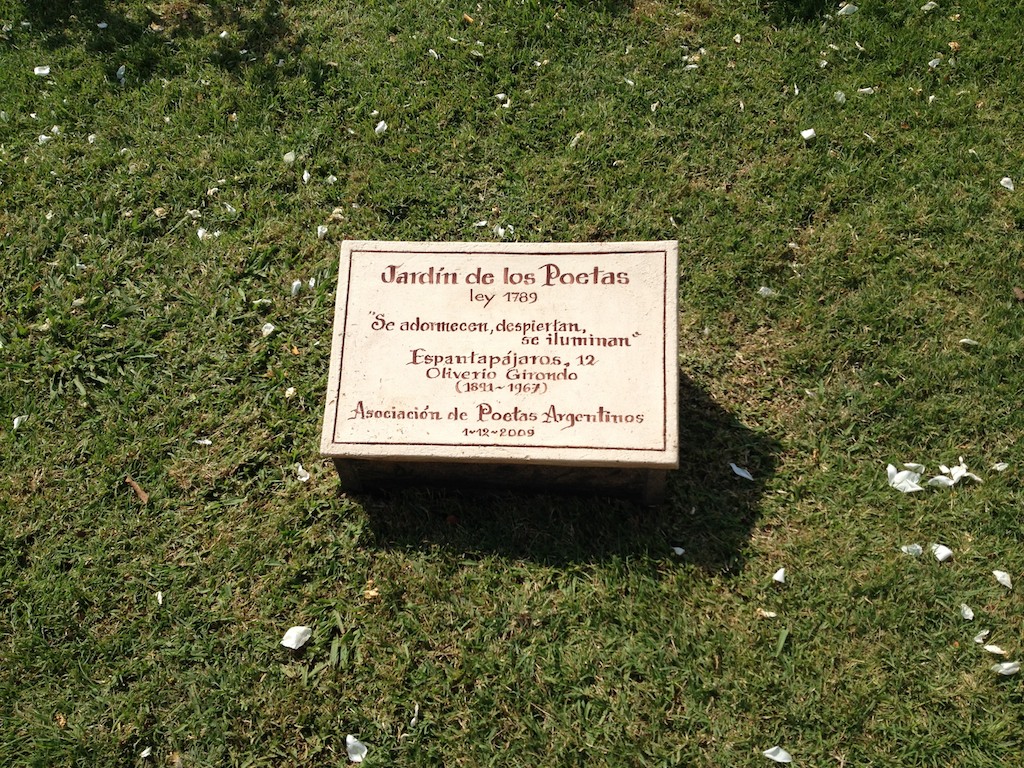 Jardín de los Poetas
ley 1789
"Se adormecen, despiertan,
se iluminan"
Espantapájaros, 12
Oliverio Girondo
(1891~1967)
Asociación de Poetas Argentinos
1~12~2009